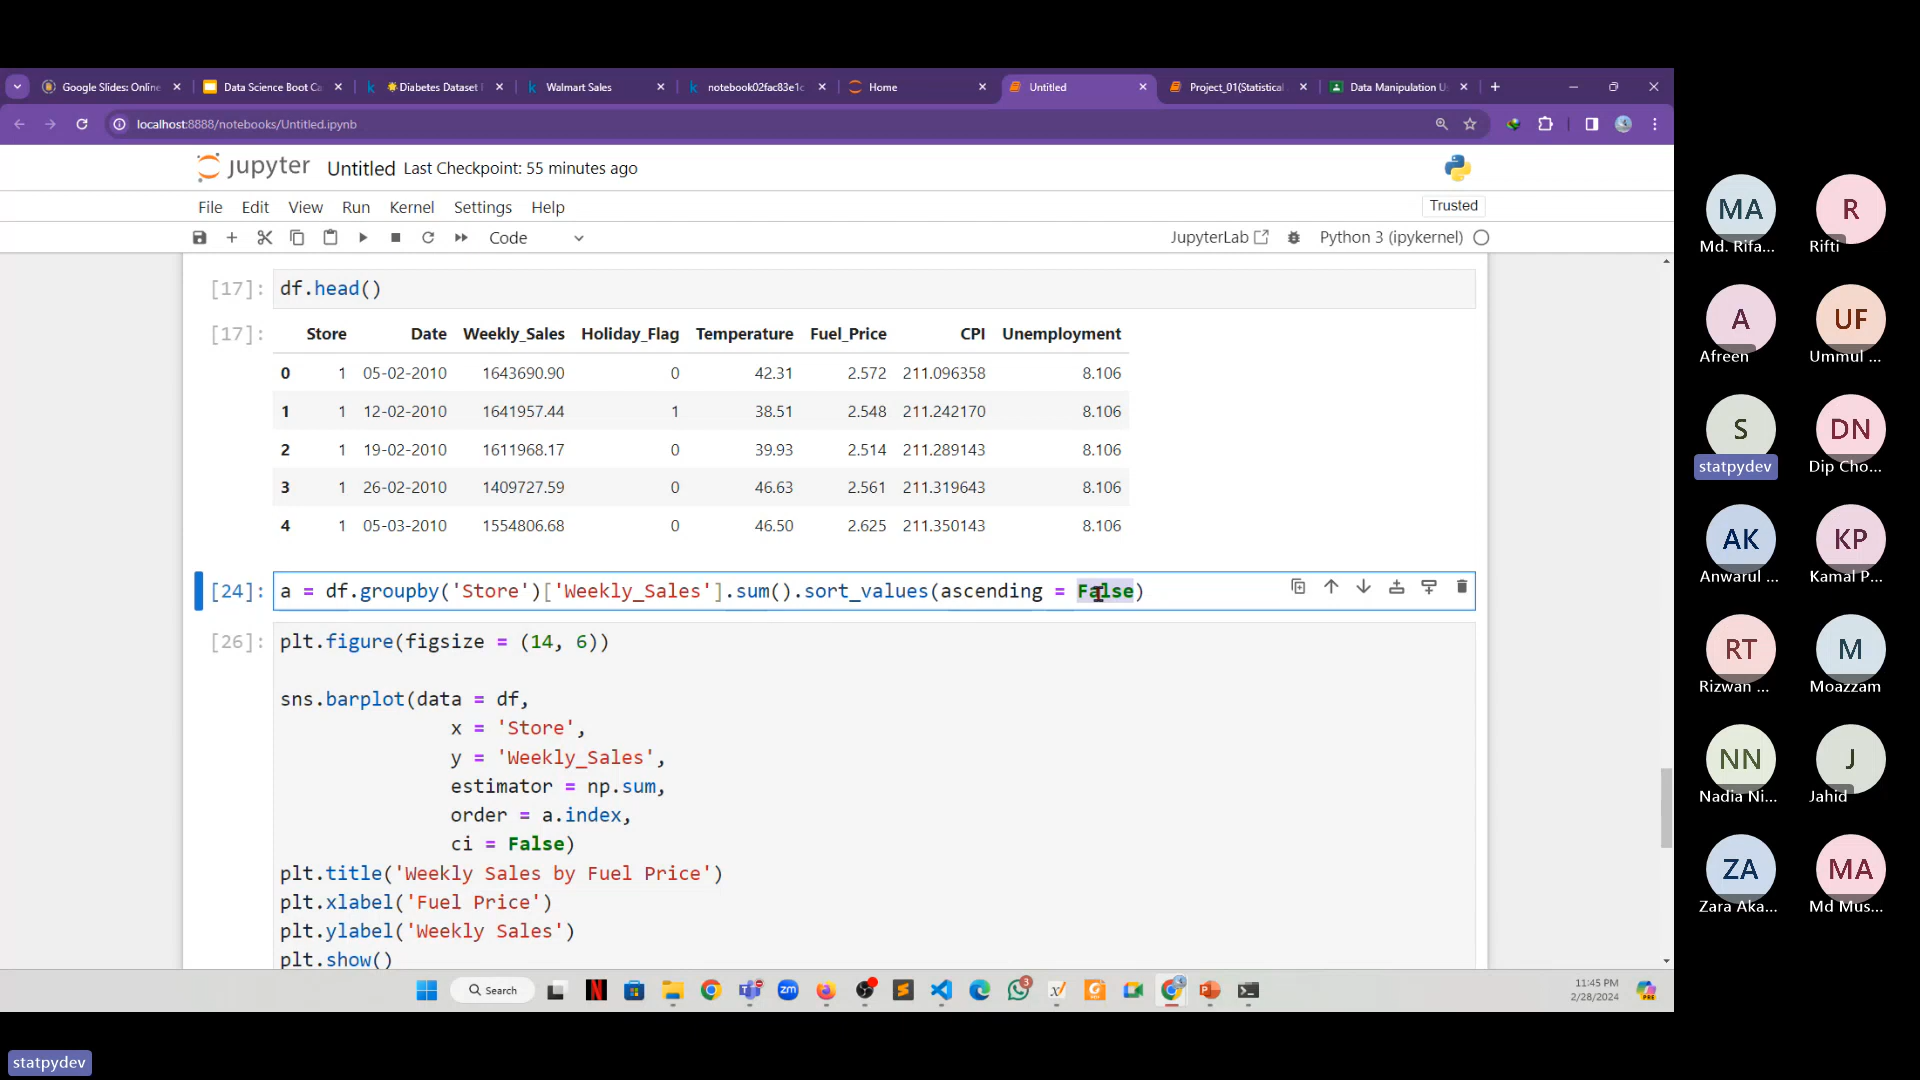 Google Slides: Online
Data Science Boot Ca
Diabetes Dataset
Walmart Sales
notebook02fac83e1c
Home
Untitled
Project_01(Statistical
Data Manipulation U
localhost:8888/notebooks/Untitled.ipynb
jupyter Untitled Last Checkpoint: 55 minutes ago
File Edit View Run Kernel Settings Help
Trusted
Code
JupyterLab
Python 3 (ipykernel)
[17]: df.head()
[17]: Store Date Weekly_Sales Holiday_Flag Temperature Fuel_Price CPI Unemployment
0 1 05-02-2010 1643690.90 0 42.31 2.572 211.096358 8.106
1 1 12-02-2010 1641957.44 1 38.51 2.548 211.242170 8.106
2 1 19-02-2010 1611968.17 0 39.93 2.514 211.289143 8.106
3 1 26-02-2010 1409727.59 0 46.63 2.561 211.319643 8.106
4 1 05-03-2010 1554806.68 0 46.50 2.625 211.350143 8.106
[24]: a = df.groupby('Store')['Weekly_Sales'].sum().sort_values(ascending = False)
[26]: plt.figure(figsize = (14, 6))
sns.barplot(data = df,
x = 'Store',
y = 'Weekly_Sales',
estimator = np.sum,
order = a.index,
ci = False)
plt.title('Weekly Sales by Fuel Price')
plt.xlabel('Fuel Price')
plt.ylabel('Weekly Sales')
plt.show()
Search
zm
3
PRE
11:45 PM
2/28/2024
MA R
Md. Rifa... Rifti
A UF
Afreen Ummul ...
S DN
statpydev Dip Cho...
AK KP
Anwarul ... Kamal P...
RT M
Rizwan ... Moazzam
NN J
Nadia Ni... Jahid
ZA MA
Zara Aka... Md Mus...
statpydev